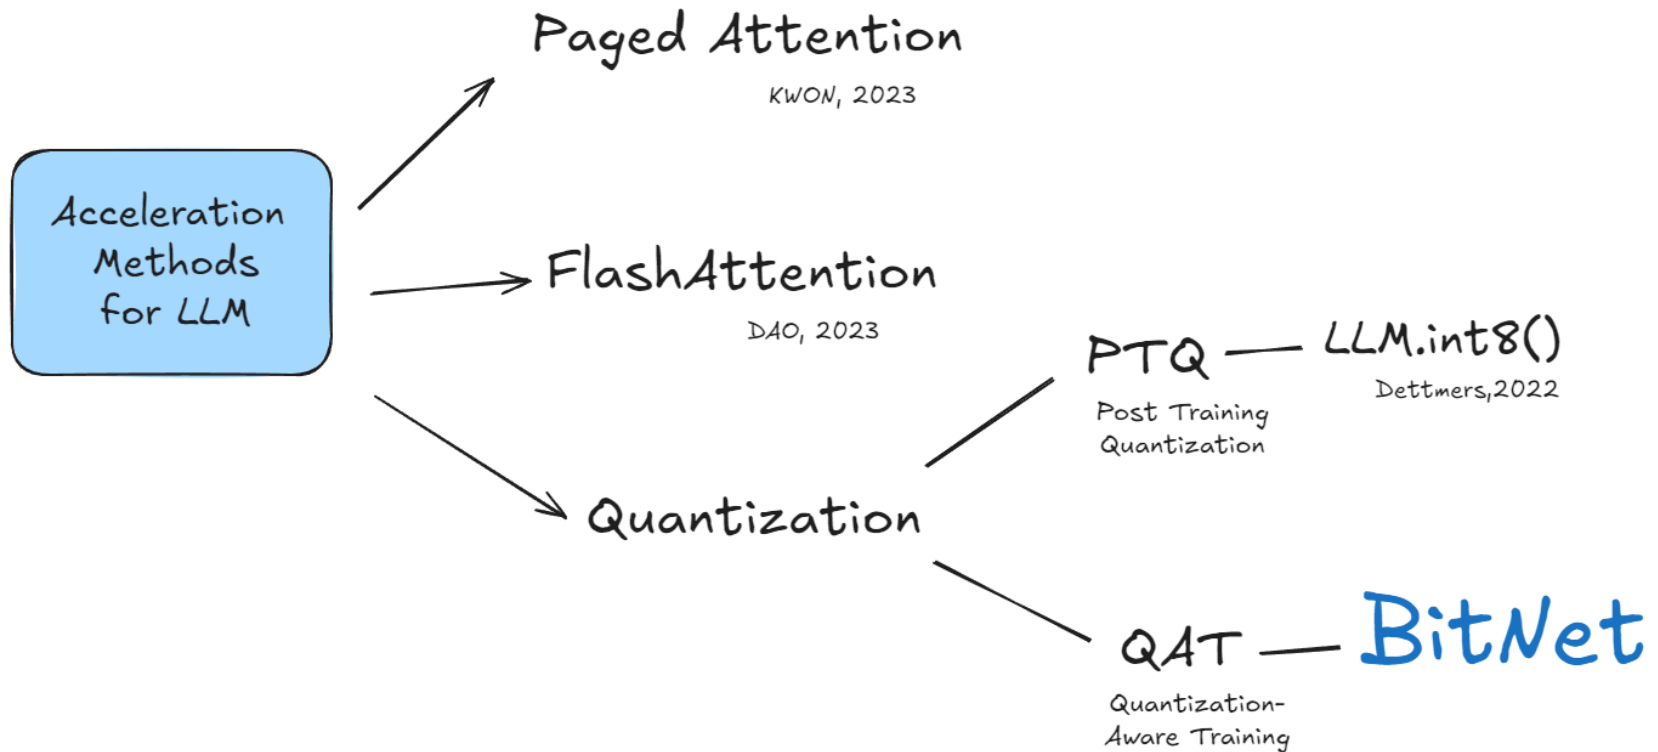 Paged Attention
KWON, 2023
Acceleration
Methods
for LLM
FlashAttention
DAO, 2023
PTQ
Post Training
Quantization
LLM.int8()
Dettmers,2022
Quantization
QAT
Quantization-
Aware Training
BitNet